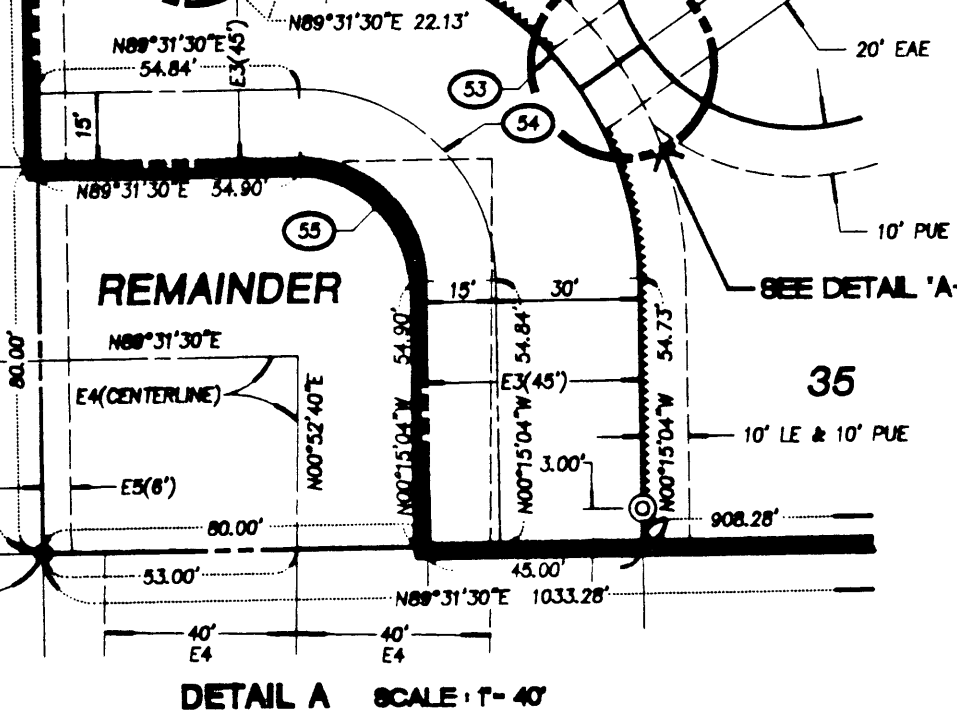 N89°31'30"E 22.13'
N89°31'30"E
54.84'
E3(45')
20' EAE
53
54
15'
N89°31'30"E 54.90'
55
10' PUE
REMAINDER
15' 30'
SEE DETAIL 'A-
N89°31'30"E
80.00'
54.90'
54.84'
54.73'
E4(CENTERLINE)
E3(45')
35
N00°52'40"E
N00°15'04"W
N00°15'04"W
N00°15'04"W
10' LE & 10' PUE
3.00'
E5(6')
80.00'
908.28'
53.00'
45.00'
N89°31'30"E 1033.28'
40' 40'
E4 E4
DETAIL A SCALE : 1"- 40'